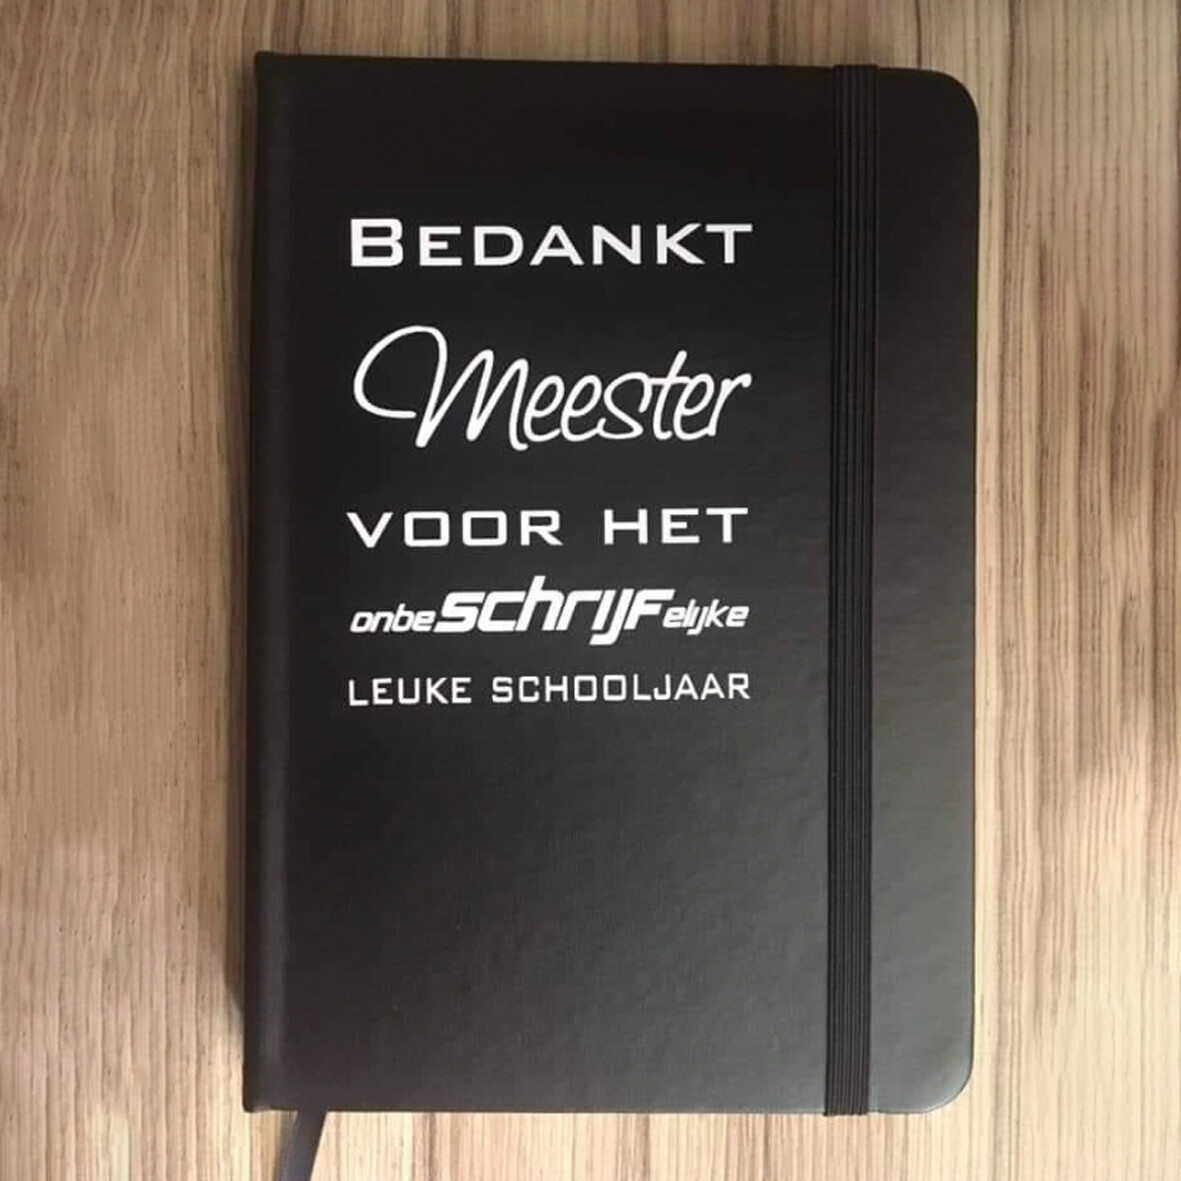 BEDANKT
Meester
VOOR HET
onbeSCHRIJFelijke
LEUKE SCHOOLJAAR